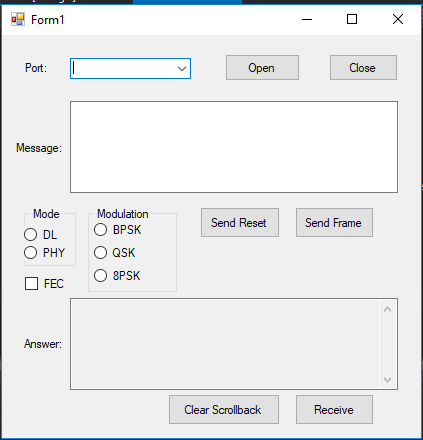 Form1
Port:
Open
Close
Message:
Mode
DL
PHY
FEC
Modulation
BPSK
QSK
8PSK
Send Reset
Send Frame
Answer:
Clear Scrollback
Receive